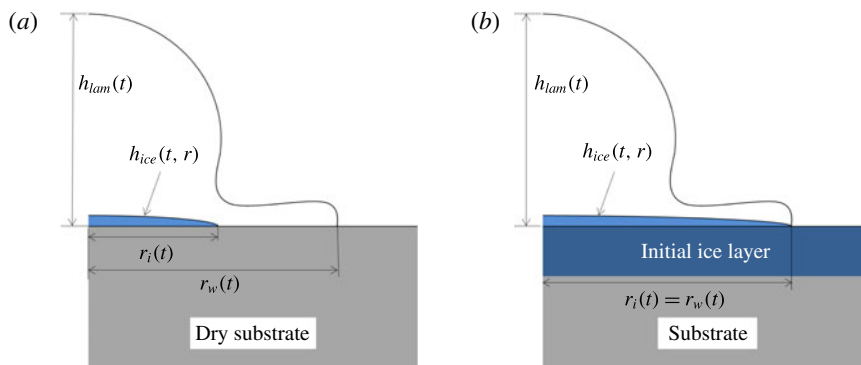 (a)
h_lam(t)
h_ice(t, r)
r_i(t)
r_w(t)
Dry substrate
(b)
h_lam(t)
h_ice(t, r)
Initial ice layer
r_i(t) = r_w(t)
Substrate